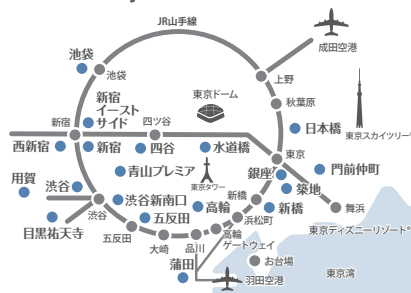 JR山手線
成田空港
池袋
池袋
上野
新宿
イースト
サイド
東京ドーム
秋葉原
新宿
四ツ谷
日本橋
東京スカイツリー®
西新宿
新宿
四谷
水道橋
東京
青山プレミア
東京タワー
銀座
門前仲町
用賀
渋谷
築地
渋谷
渋谷新南口
高輪
新橋
新橋
舞浜
目黒祐天寺
五反田
浜松町
五反田
高輪
ゲートウェイ
東京ディズニーリゾート®
大崎
品川
お台場
蒲田
羽田空港
東京湾